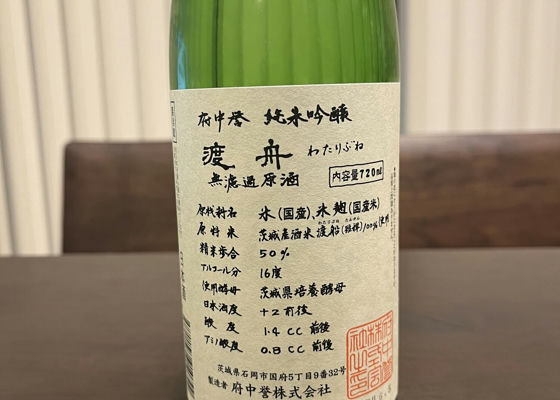 府中誉 純米吟醸
渡舟 わたりぶね
無濾過原酒 内容量720ml
原材料名 米(国産)、米麹(国産米)
原料米 茨城産酒米渡船(短稈)100%使用
精米歩合 50%
アルコール分 16度
使用酵母 茨城県培養酵母
日本酒度 +2前後
酸度 1.4CC前後
アミノ酸度 0.8CC前後
茨城県石岡市国府5丁目9番32号
製造者 府中誉株式会社